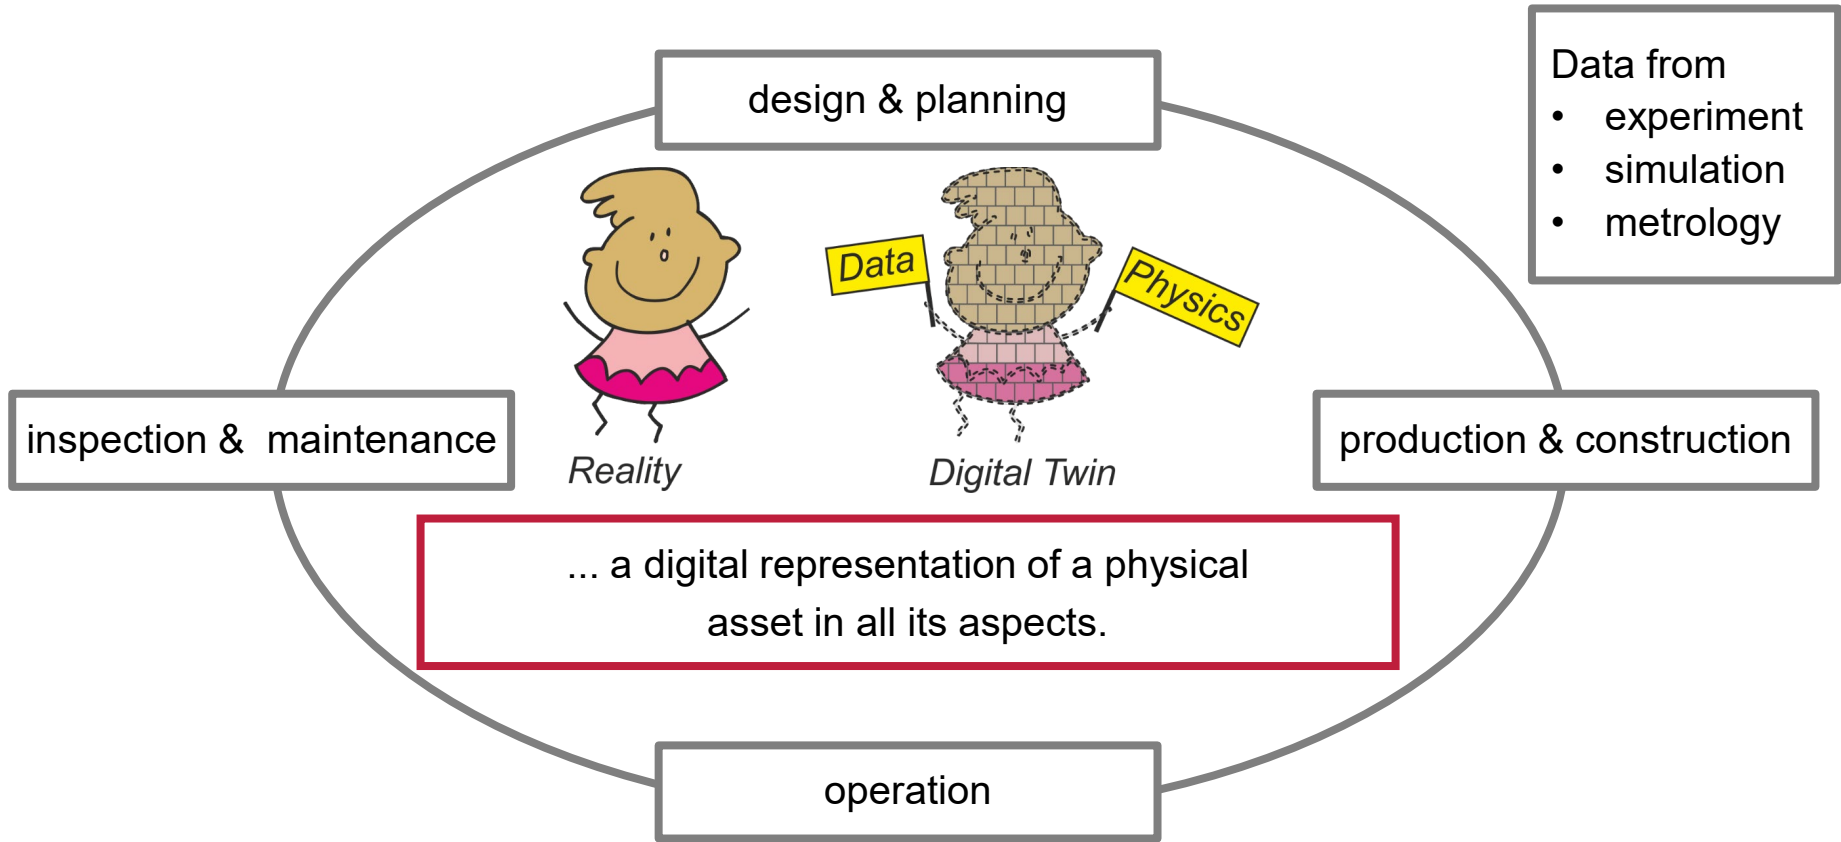 design & planning
Data from
• experiment
• simulation
• metrology
Data
Physics
inspection & maintenance
production & construction
Reality
Digital Twin
... a digital representation of a physical
asset in all its aspects.
operation